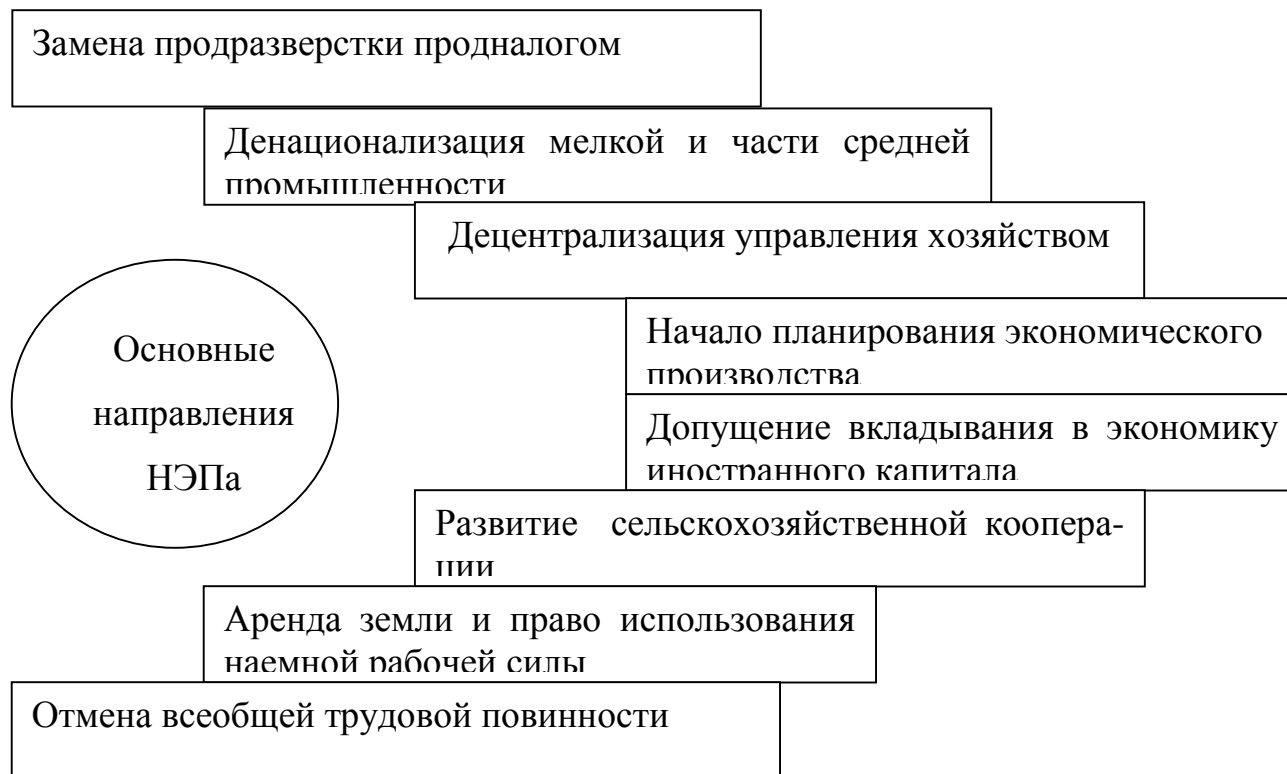 Замена продразверстки продналогом
Денационализация мелкой и части средней
промышленности
Децентрализация управления хозяйством
Начало планирования экономического
производства
Допущение вкладывания в экономику
иностранного капитала
Основные
направления
НЭПа
Развитие сельскохозяйственной коопера-
ции
Аренда земли и право использования
наемной рабочей силы
Отмена всеобщей трудовой повинности